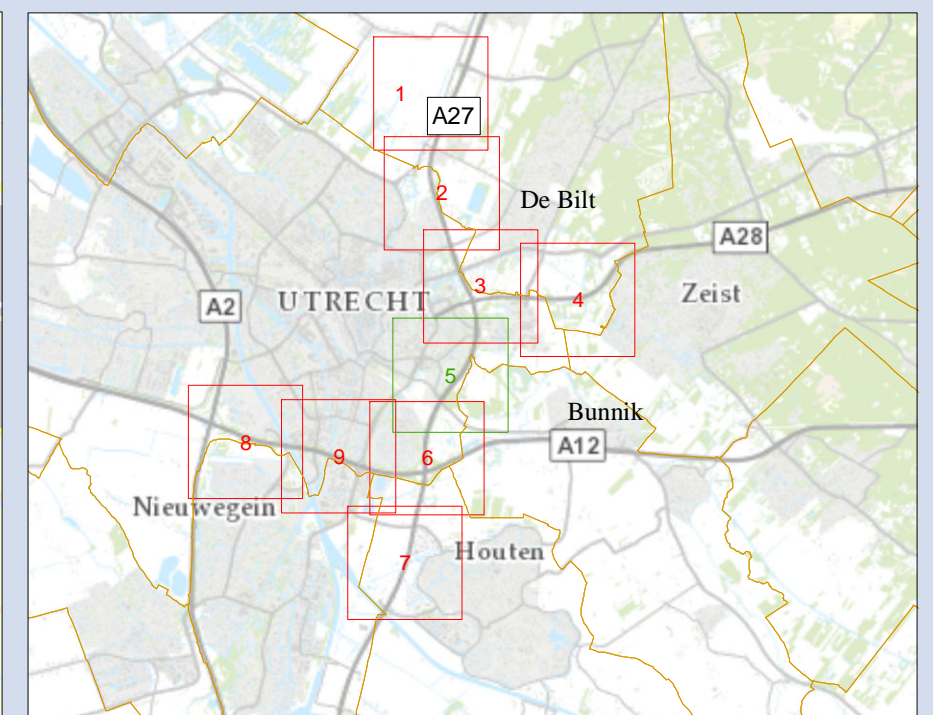 1
A27
2
De Bilt
A28
3
4
Zeist
A2
UTRECHT
5
Bunnik
A12
8
9
6
Nieuwegein
Houten
7